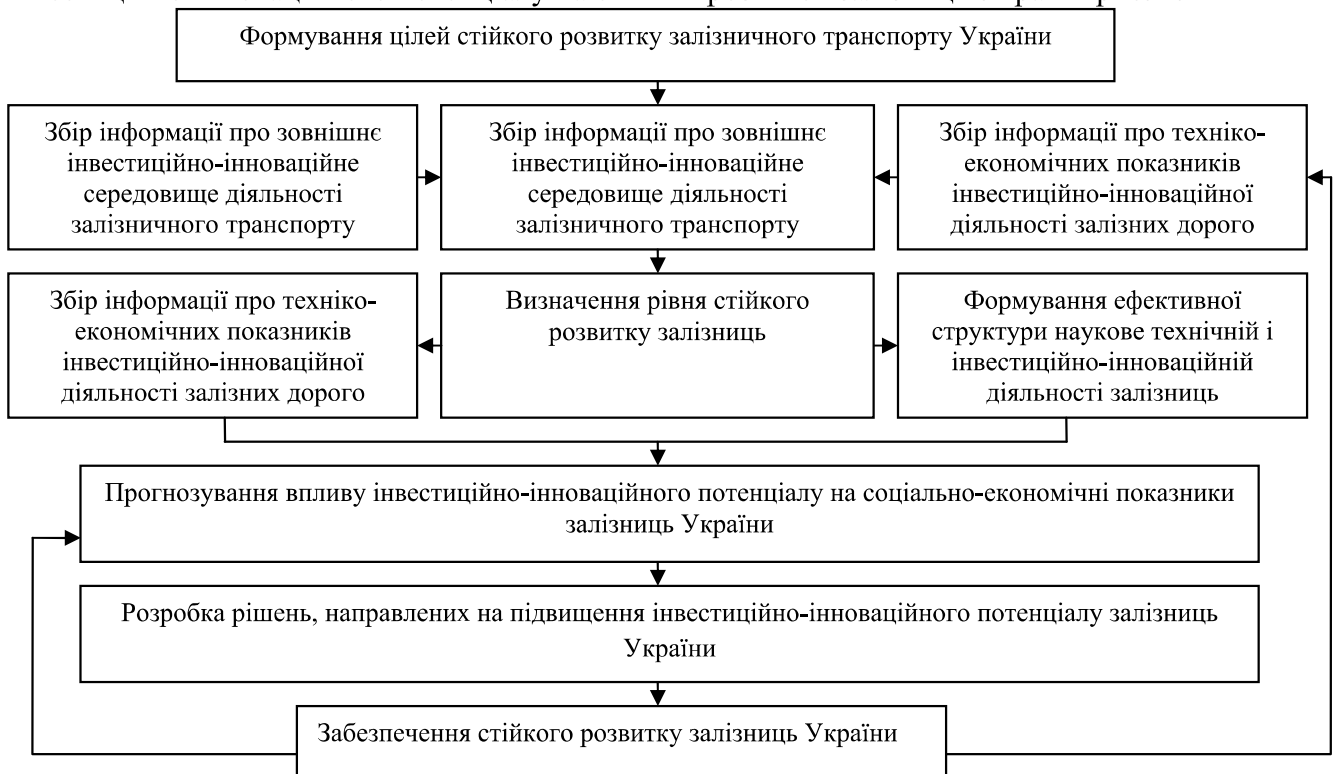 Формування цілей стійкого розвитку залізничного транспорту України
Збір інформації про зовнішнє
інвестиційно-інноваційне
середовище діяльності
залізничного транспорту
Збір інформації про зовнішнє
інвестиційно-інноваційне
середовище діяльності
залізничного транспорту
Збір інформації про техніко-
економічних показників
інвестиційно-інноваційної
діяльності залізних дорого
Збір інформації про техніко-
економічних показників
інвестиційно-інноваційної
діяльності залізних дорого
Визначення рівня стійкого
розвитку залізниць
Формування ефективної
структури наукове технічній і
інвестиційно-інноваційній
діяльності залізниць
Прогнозування впливу інвестиційно-інноваційного потенціалу на соціально-економічні показники
залізниць України
Розробка рішень, направлених на підвищення інвестиційно-інноваційного потенціалу залізниць
України
Забезпечення стійкого розвитку залізниць України